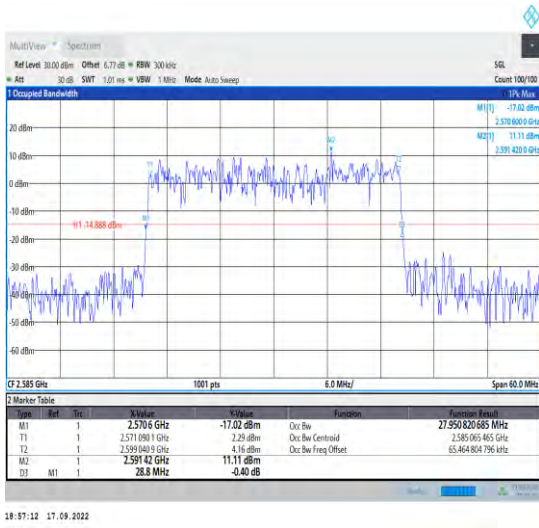 MultiView Spectrum
Ref Level 30.00 dBm Offset 6.77 dB RBW 300 kHz SGL
Att 30 dB SWT 1.01 ms VBW 1 MHz Mode Auto Sweep Count 100/100
1 Occupied Bandwidth 1Pk Max
M1[1] -17.02 dBm
2.570 600 0 GHz
M2[1] 11.11 dBm
2.591 420 0 GHz
20 dBm
10 dBm
0 dBm
-10 dBm
H1 -14.888 dBm
-20 dBm
-30 dBm
-40 dBm
-50 dBm
-60 dBm
M1
T1
M2
T2
CF 2.585 GHz 1001 pts 6.0 MHz/ Span 60.0 MHz
2 Marker Table
Type Ref Trc X-Value Y-Value Function Function Result
M1 1 2.570 6 GHz -17.02 dBm Occ Bw 27.950 820 685 MHz
T1 1 2.571 090 1 GHz 2.29 dBm Occ Bw Centroid 2.585 065 465 GHz
T2 1 2.599 040 9 GHz 4.16 dBm Occ Bw Freq Offset 65.464 804 796 kHz
M2 1 2.591 42 GHz 11.11 dBm
D3 M1 1 28.8 MHz -0.40 dB
18:57:12 17.09.2022